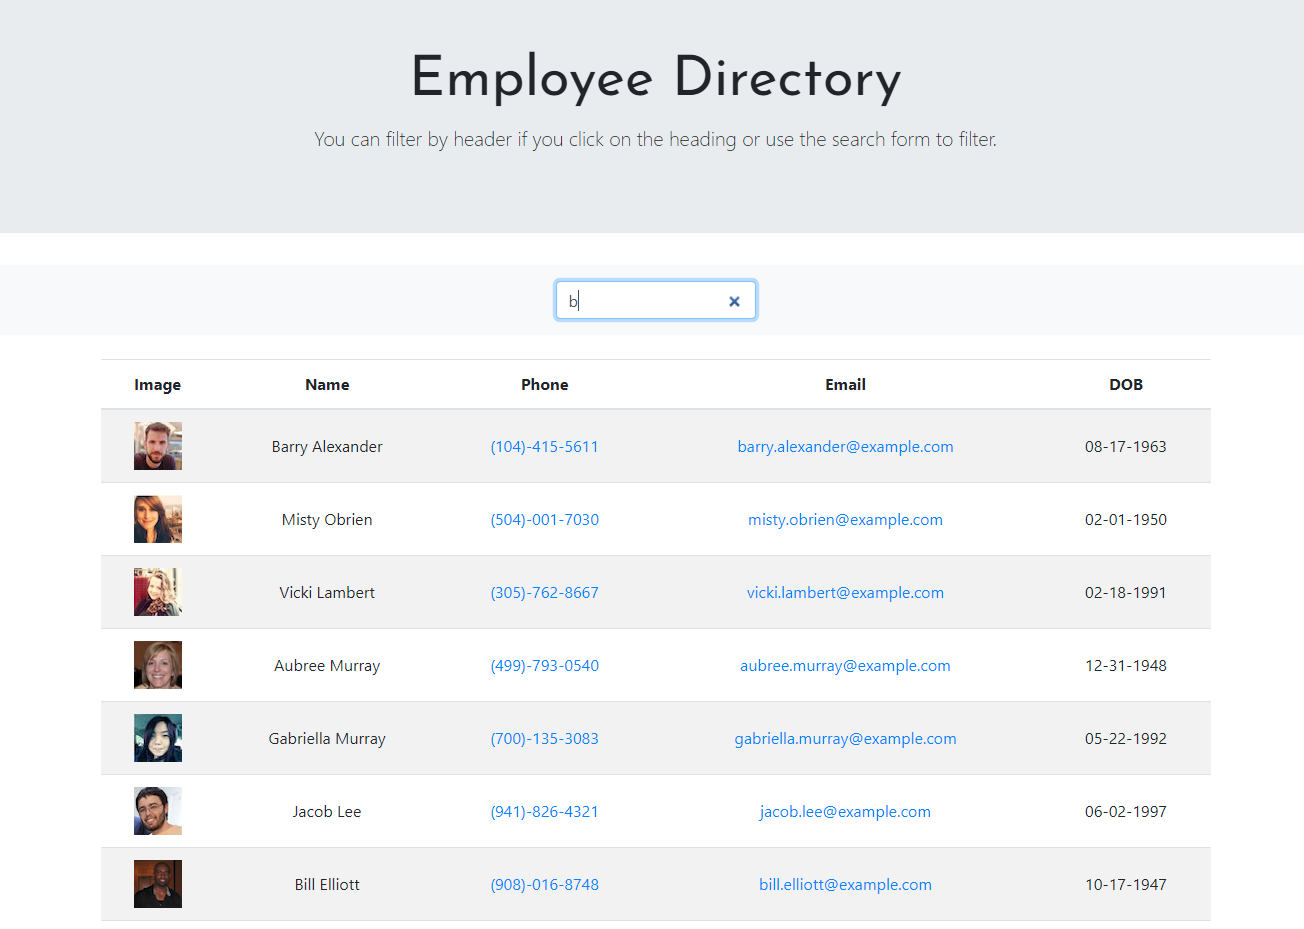 Employee Directory
You can filter by header if you click on the heading or use the search form to filter.
b
Image Name Phone Email DOB
Barry Alexander (104)-415-5611 barry.alexander@example.com 08-17-1963
Misty Obrien (504)-001-7030 misty.obrien@example.com 02-01-1950
Vicki Lambert (305)-762-8667 vicki.lambert@example.com 02-18-1991
Aubree Murray (499)-793-0540 aubree.murray@example.com 12-31-1948
Gabriella Murray (700)-135-3083 gabriella.murray@example.com 05-22-1992
Jacob Lee (941)-826-4321 jacob.lee@example.com 06-02-1997
Bill Elliott (908)-016-8748 bill.elliott@example.com 10-17-1947